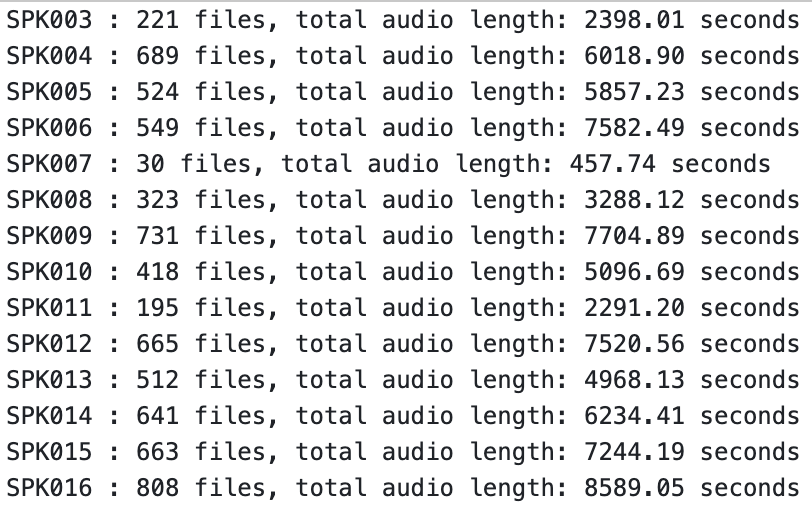 SPK003 : 221 files, total audio length: 2398.01 seconds
SPK004 : 689 files, total audio length: 6018.90 seconds
SPK005 : 524 files, total audio length: 5857.23 seconds
SPK006 : 549 files, total audio length: 7582.49 seconds
SPK007 : 30 files, total audio length: 457.74 seconds
SPK008 : 323 files, total audio length: 3288.12 seconds
SPK009 : 731 files, total audio length: 7704.89 seconds
SPK010 : 418 files, total audio length: 5096.69 seconds
SPK011 : 195 files, total audio length: 2291.20 seconds
SPK012 : 665 files, total audio length: 7520.56 seconds
SPK013 : 512 files, total audio length: 4968.13 seconds
SPK014 : 641 files, total audio length: 6234.41 seconds
SPK015 : 663 files, total audio length: 7244.19 seconds
SPK016 : 808 files, total audio length: 8589.05 seconds